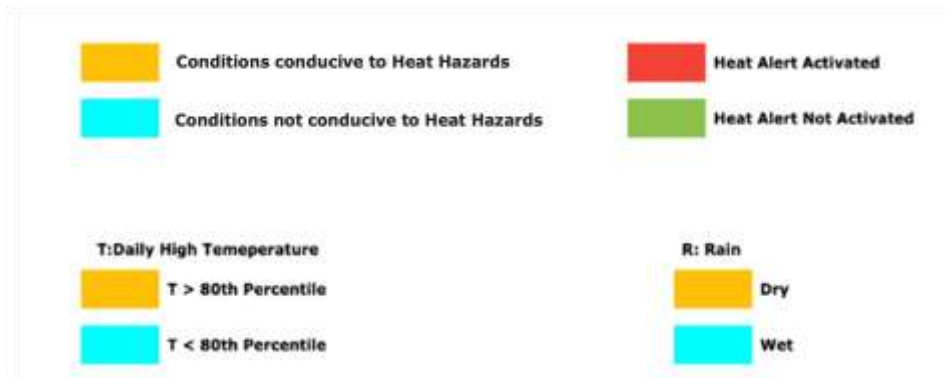 Conditions conducive to Heat Hazards
Heat Alert Activated
Conditions not conducive to Heat Hazards
Heat Alert Not Activated
T:Daily High Temeperature
R: Rain
T > 80th Percentile
Dry
T < 80th Percentile
Wet